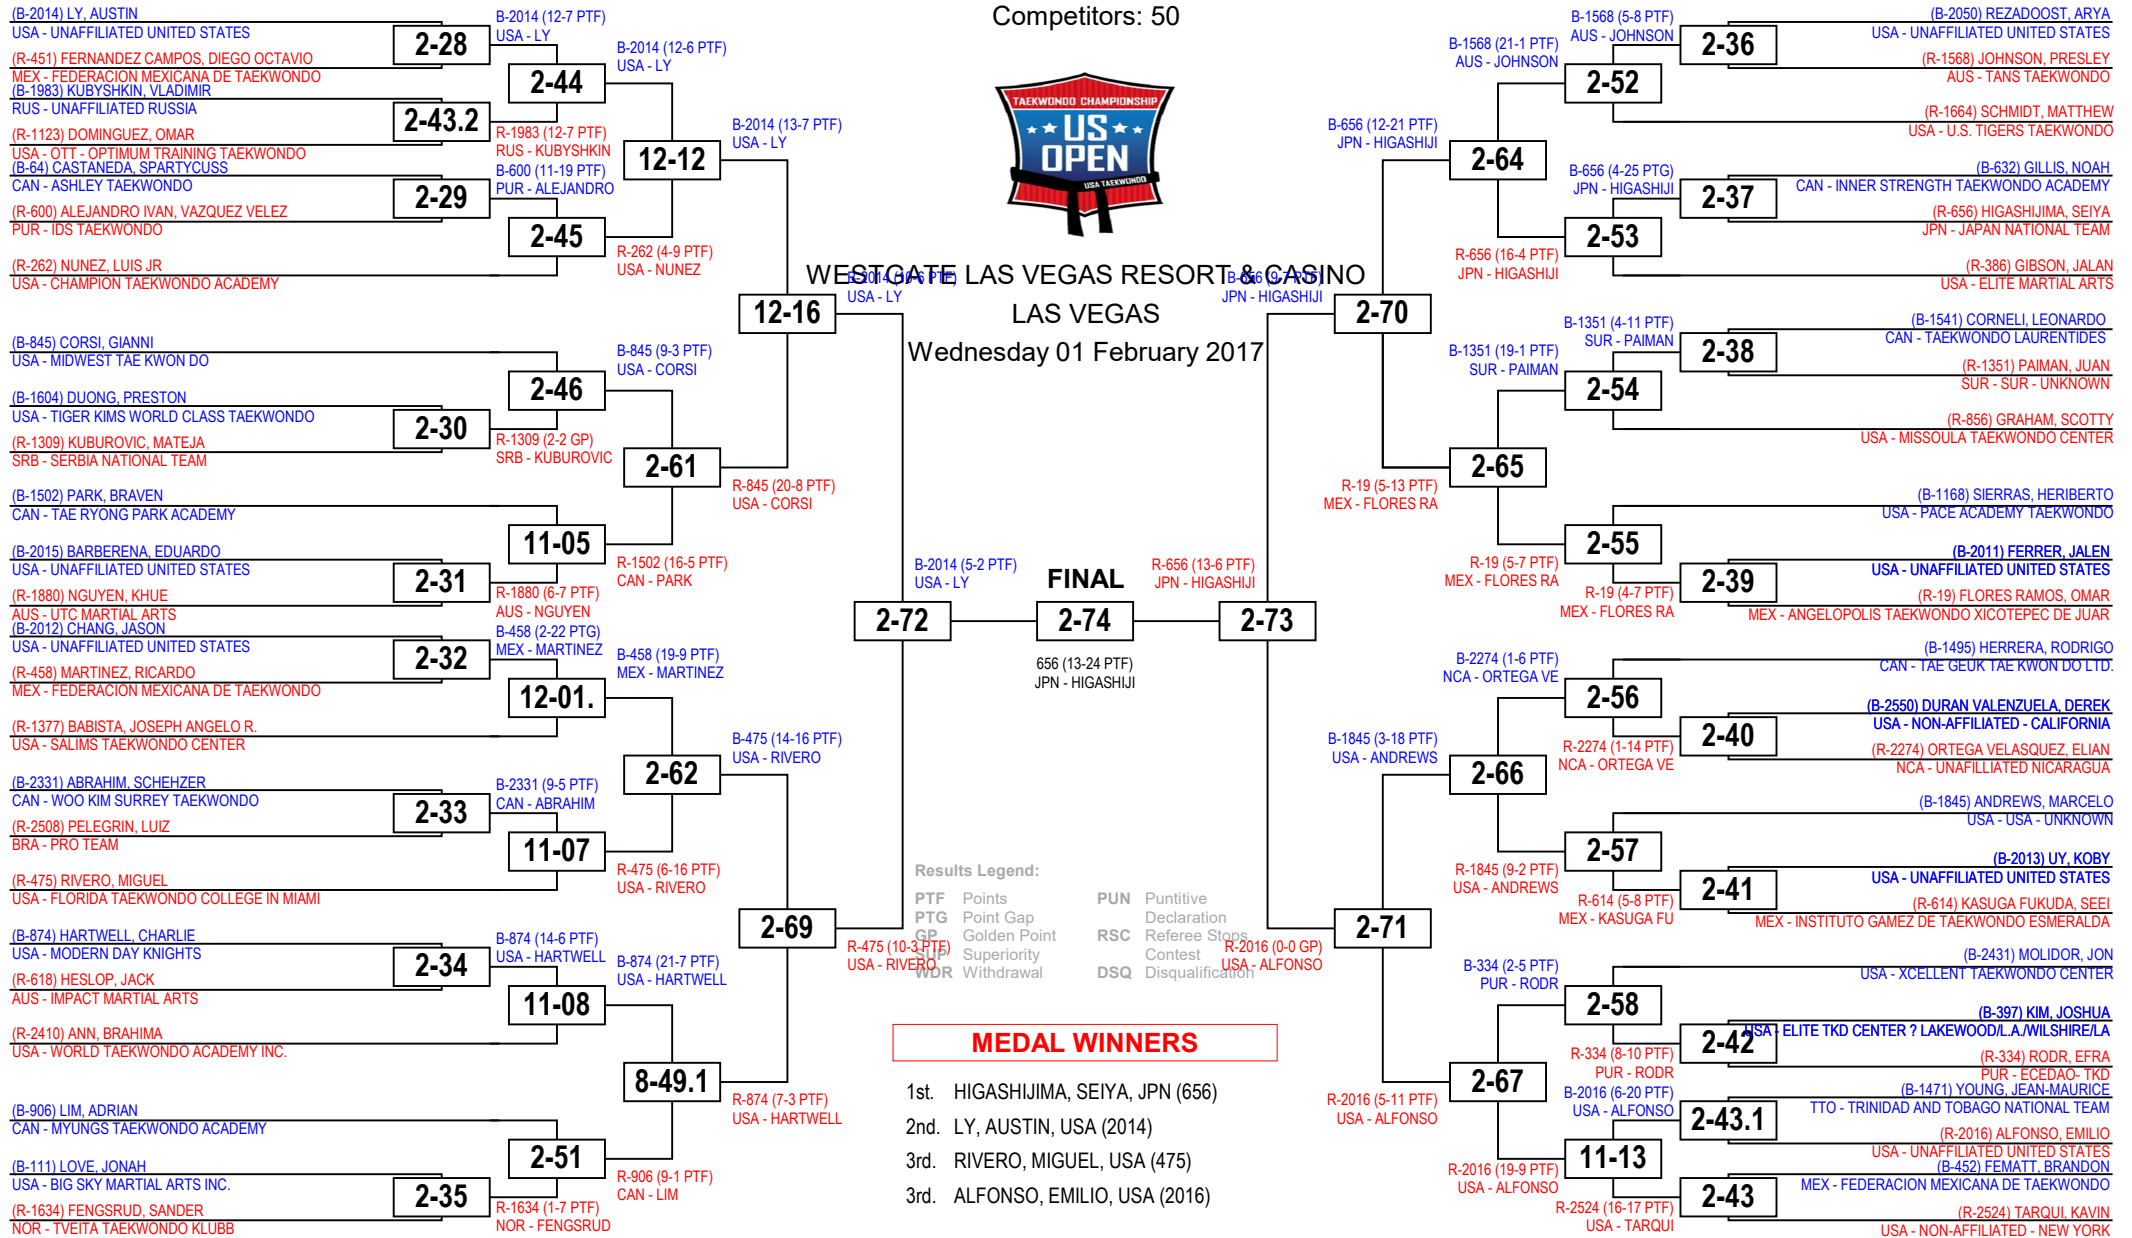 Competitors: 50
TAEKWONDO CHAMPIONSHIP
US
OPEN
USA TAEKWONDO
WESTGATE LAS VEGAS RESORT & CASINO
LAS VEGAS
Wednesday 01 February 2017
(B-2014) LY, AUSTIN
USA - UNAFFILIATED UNITED STATES
(R-451) FERNANDEZ CAMPOS, DIEGO OCTAVIO
MEX - FEDERACION MEXICANA DE TAEKWONDO
(B-1983) KUBYSHKIN, VLADIMIR
RUS - UNAFFILIATED RUSSIA
(R-1123) DOMINGUEZ, OMAR
USA - OTT - OPTIMUM TRAINING TAEKWONDO
(B-64) CASTANEDA, SPARTYCUSS
CAN - ASHLEY TAEKWONDO
(R-600) ALEJANDRO IVAN, VAZQUEZ VELEZ
PUR - IDS TAEKWONDO
(R-262) NUNEZ, LUIS JR
USA - CHAMPION TAEKWONDO ACADEMY
(B-845) CORSI, GIANNI
USA - MIDWEST TAE KWON DO
(B-1604) DUONG, PRESTON
USA - TIGER KIMS WORLD CLASS TAEKWONDO
(R-1309) KUBUROVIC, MATEJA
SRB - SERBIA NATIONAL TEAM
(B-1502) PARK, BRAVEN
CAN - TAE RYONG PARK ACADEMY
(B-2015) BARBERENA, EDUARDO
USA - UNAFFILIATED UNITED STATES
(R-1880) NGUYEN, KHUE
AUS - UTC MARTIAL ARTS
(B-2012) CHANG, JASON
USA - UNAFFILIATED UNITED STATES
(R-458) MARTINEZ, RICARDO
MEX - FEDERACION MEXICANA DE TAEKWONDO
(R-1377) BABISTA, JOSEPH ANGELO R.
USA - SALIMS TAEKWONDO CENTER
(B-2331) ABRAHIM, SCHEHZER
CAN - WOO KIM SURREY TAEKWONDO
(R-2508) PELEGRIN, LUIZ
BRA - PRO TEAM
(R-475) RIVERO, MIGUEL
USA - FLORIDA TAEKWONDO COLLEGE IN MIAMI
(B-874) HARTWELL, CHARLIE
USA - MODERN DAY KNIGHTS
(R-618) HESLOP, JACK
AUS - IMPACT MARTIAL ARTS
(R-2410) ANN, BRAHIMA
USA - WORLD TAEKWONDO ACADEMY INC.
(B-906) LIM, ADRIAN
CAN - MYUNGS TAEKWONDO ACADEMY
(B-111) LOVE, JONAH
USA - BIG SKY MARTIAL ARTS INC.
(R-1634) FENGSRUD, SANDER
NOR - TVEITA TAEKWONDO KLUBB
2-28
2-43.2
2-29
2-30
2-31
2-32
2-33
2-34
2-35
B-2014 (12-7 PTF)
USA - LY
R-1983 (12-7 PTF)
RUS - KUBYSHKIN
B-600 (11-19 PTF)
PUR - ALEJANDRO
R-1309 (2-2 GP)
SRB - KUBUROVIC
R-1880 (6-7 PTF)
AUS - NGUYEN
B-458 (2-22 PTG)
MEX - MARTINEZ
B-2331 (9-5 PTF)
CAN - ABRAHIM
B-874 (14-6 PTF)
USA - HARTWELL
R-1634 (1-7 PTF)
NOR - FENGSRUD
2-44
2-45
2-46
11-05
12-01.
11-07
11-08
2-51
B-2014 (12-6 PTF)
USA - LY
R-262 (4-9 PTF)
USA - NUNEZ
B-845 (9-3 PTF)
USA - CORSI
R-1502 (16-5 PTF)
CAN - PARK
B-458 (19-9 PTF)
MEX - MARTINEZ
R-475 (6-16 PTF)
USA - RIVERO
B-874 (21-7 PTF)
USA - HARTWELL
R-906 (9-1 PTF)
CAN - LIM
12-12
2-61
2-62
8-49.1
B-2014 (13-7 PTF)
USA - LY
R-845 (20-8 PTF)
USA - CORSI
B-475 (14-16 PTF)
USA - RIVERO
R-874 (7-3 PTF)
USA - HARTWELL
12-16
2-69
B-2014 (10-6 PTF)
USA - LY
R-475 (10-3 PTF)
USA - RIVERO
2-72
B-2014 (5-2 PTF)
USA - LY
FINAL
2-74
656 (13-24 PTF)
JPN - HIGASHIJI
R-656 (13-6 PTF)
JPN - HIGASHIJI
2-73
B-656 (9-7 PTF)
JPN - HIGASHIJI
R-2016 (0-0 GP)
USA - ALFONSO
2-70
2-71
B-656 (12-21 PTF)
JPN - HIGASHIJI
R-19 (5-13 PTF)
MEX - FLORES RA
B-1845 (3-18 PTF)
USA - ANDREWS
R-2016 (5-11 PTF)
USA - ALFONSO
2-64
2-65
2-66
2-67
B-1568 (21-1 PTF)
AUS - JOHNSON
R-656 (16-4 PTF)
JPN - HIGASHIJI
B-1351 (19-1 PTF)
SUR - PAIMAN
R-19 (5-7 PTF)
MEX - FLORES RA
B-2274 (1-6 PTF)
NCA - ORTEGA VE
R-1845 (9-2 PTF)
USA - ANDREWS
B-334 (2-5 PTF)
PUR - RODR
R-2016 (19-9 PTF)
USA - ALFONSO
2-52
2-53
2-54
2-55
2-56
2-57
2-58
11-13
B-1568 (5-8 PTF)
AUS - JOHNSON
B-656 (4-25 PTG)
JPN - HIGASHIJI
B-1351 (4-11 PTF)
SUR - PAIMAN
R-19 (4-7 PTF)
MEX - FLORES RA
R-2274 (1-14 PTF)
NCA - ORTEGA VE
R-614 (5-8 PTF)
MEX - KASUGA FU
R-334 (8-10 PTF)
PUR - RODR
B-2016 (6-20 PTF)
USA - ALFONSO
R-2524 (16-17 PTF)
USA - TARQUI
2-36
2-37
2-38
2-39
2-40
2-41
2-42
2-43.1
2-43
(B-2050) REZADOOST, ARYA
USA - UNAFFILIATED UNITED STATES
(R-1568) JOHNSON, PRESLEY
AUS - TANS TAEKWONDO
(R-1664) SCHMIDT, MATTHEW
USA - U.S. TIGERS TAEKWONDO
(B-632) GILLIS, NOAH
CAN - INNER STRENGTH TAEKWONDO ACADEMY
(R-656) HIGASHIJIMA, SEIYA
JPN - JAPAN NATIONAL TEAM
(R-386) GIBSON, JALAN
USA - ELITE MARTIAL ARTS
(B-1541) CORNELI, LEONARDO
CAN - TAEKWONDO LAURENTIDES
(R-1351) PAIMAN, JUAN
SUR - SUR - UNKNOWN
(R-856) GRAHAM, SCOTTY
USA - MISSOULA TAEKWONDO CENTER
(B-1168) SIERRAS, HERIBERTO
USA - PACE ACADEMY TAEKWONDO
(B-2011) FERRER, JALEN
USA - UNAFFILIATED UNITED STATES
(R-19) FLORES RAMOS, OMAR
MEX - ANGELOPOLIS TAEKWONDO XICOTEPEC DE JUAR
(B-1495) HERRERA, RODRIGO
CAN - TAE GEUK TAE KWON DO LTD.
(B-2550) DURAN VALENZUELA, DEREK
USA - NON-AFFILIATED - CALIFORNIA
(R-2274) ORTEGA VELASQUEZ, ELIAN
NCA - UNAFILLIATED NICARAGUA
(B-1845) ANDREWS, MARCELO
USA - USA - UNKNOWN
(B-2013) UY, KOBY
USA - UNAFFILIATED UNITED STATES
(R-614) KASUGA FUKUDA, SEEI
MEX - INSTITUTO GAMEZ DE TAEKWONDO ESMERALDA
(B-2431) MOLIDOR, JON
USA - XCELLENT TAEKWONDO CENTER
(B-397) KIM, JOSHUA
USA - ELITE TKD CENTER ? LAKEWOOD/L.A./WILSHIRE/LA
(R-334) RODR, EFRA
PUR - ECEDAO- TKD
(B-1471) YOUNG, JEAN-MAURICE
TTO - TRINIDAD AND TOBAGO NATIONAL TEAM
(R-2016) ALFONSO, EMILIO
USA - UNAFFILIATED UNITED STATES
(B-452) FEMATT, BRANDON
MEX - FEDERACION MEXICANA DE TAEKWONDO
(R-2524) TARQUI, KAVIN
USA - NON-AFFILIATED - NEW YORK
Results Legend:
PTF Points
PTG Point Gap
GP Golden Point
SUP Superiority
WDR Withdrawal
PUN Puntitive
Declaration
RSC Referee Stops
Contest
DSQ Disqualification
MEDAL WINNERS
1st. HIGASHIJIMA, SEIYA, JPN (656)
2nd. LY, AUSTIN, USA (2014)
3rd. RIVERO, MIGUEL, USA (475)
3rd. ALFONSO, EMILIO, USA (2016)